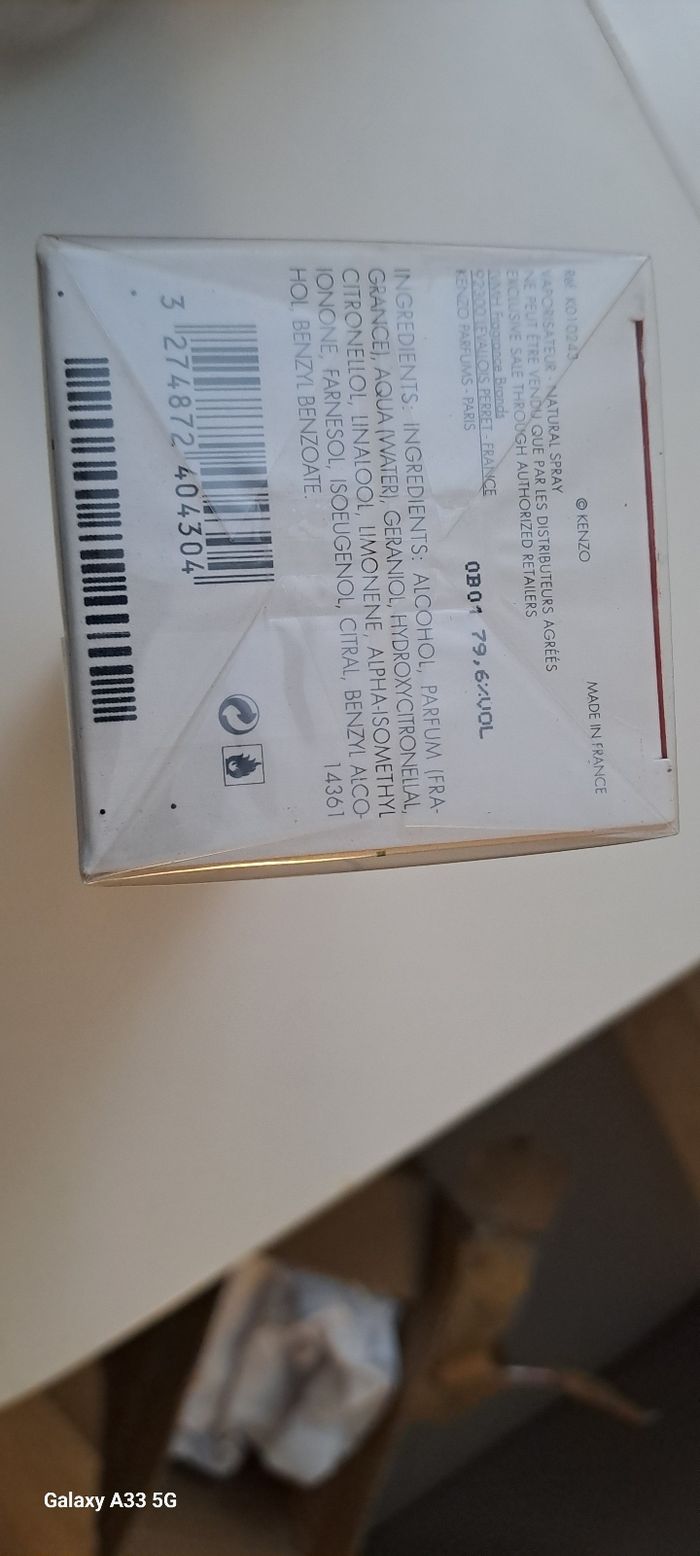 © KENZO
MADE IN FRANCE
Réf. K010243
VAPORISATEUR - NATURAL SPRAY
NE PEUT ÊTRE VENDU QUE PAR LES DISTRIBUTEURS AGRÉÉS
EXCLUSIVE SALE THROUGH AUTHORIZED RETAILERS
LVMH Fragrance Brands
92300 LEVALLOIS PERRET - FRANCE
KENZO PARFUMS - PARIS
0B01 79,6%VOL
INGREDIENTS: INGREDIENTS: ALCOHOL, PARFUM (FRA-
GRANCE), AQUA (WATER), GERANIOL, HYDROXYCITRONELLAL,
CITRONELLOL, LINALOOL, LIMONENE, ALPHA-ISOMETHYL
IONONE, FARNESOL, ISOEUGENOL, CITRAL, BENZYL ALCO-
HOL, BENZYL BENZOATE.
14361
3 274872 404304
Galaxy A33 5G